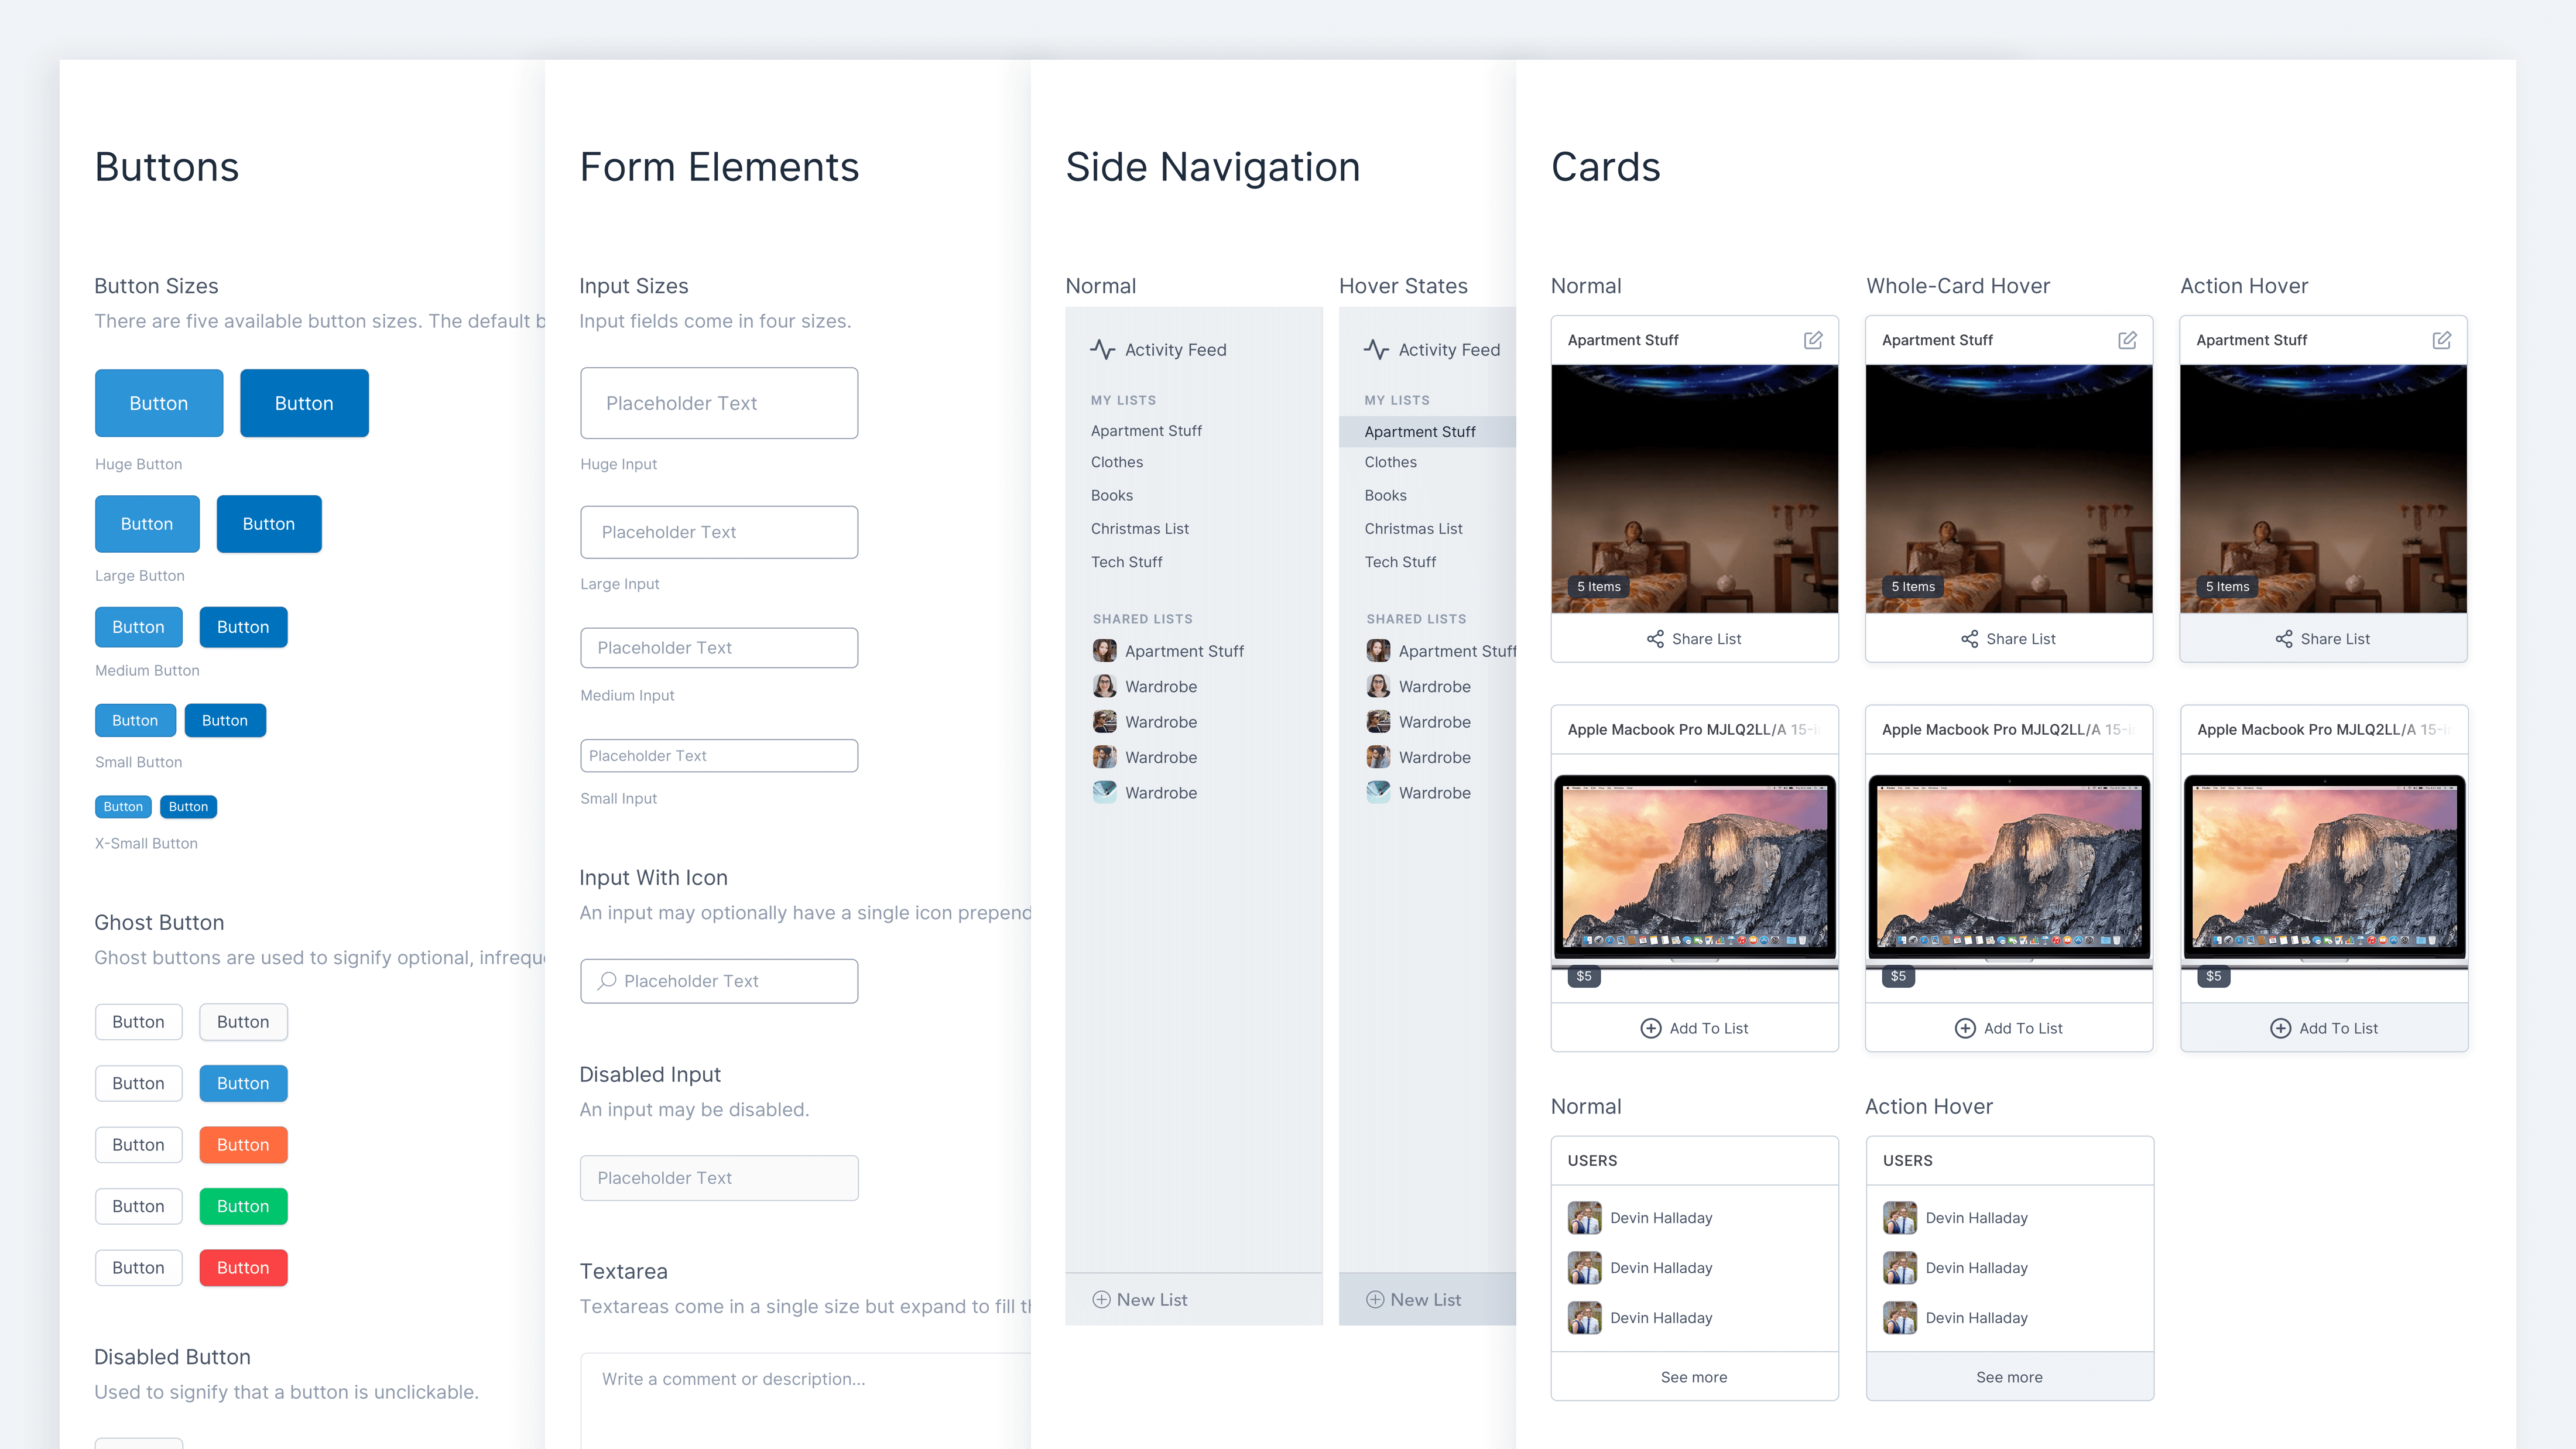 Buttons
Button Sizes
There are five available button sizes. The default b
Button
Button
Huge Button
Button
Button
Large Button
Button
Button
Medium Button
Button
Button
Small Button
Button
Button
X-Small Button
Ghost Button
Ghost buttons are used to signify optional, infrequ
Button
Button
Button
Button
Button
Button
Button
Button
Button
Button
Disabled Button
Used to signify that a button is unclickable.
Form Elements
Input Sizes
Input fields come in four sizes.
Placeholder Text
Huge Input
Placeholder Text
Large Input
Placeholder Text
Medium Input
Placeholder Text
Small Input
Input With Icon
An input may optionally have a single icon prepend
Placeholder Text
Disabled Input
An input may be disabled.
Placeholder Text
Textarea
Textareas come in a single size but expand to fill th
Write a comment or description...
Side Navigation
Normal
Activity Feed
MY LISTS
Apartment Stuff
Clothes
Books
Christmas List
Tech Stuff
SHARED LISTS
Apartment Stuff
Wardrobe
Wardrobe
Wardrobe
Wardrobe
New List
Hover States
Activity Feed
MY LISTS
Apartment Stuff
Clothes
Books
Christmas List
Tech Stuff
SHARED LISTS
Apartment Stuff
Wardrobe
Wardrobe
Wardrobe
Wardrobe
New List
Cards
Normal
Apartment Stuff
5 Items
Share List
Whole-Card Hover
Apartment Stuff
5 Items
Share List
Action Hover
Apartment Stuff
5 Items
Share List
Apple Macbook Pro MJLQ2LL/A 15-i
$5
Add To List
Apple Macbook Pro MJLQ2LL/A 15-i
$5
Add To List
Apple Macbook Pro MJLQ2LL/A 15-i
$5
Add To List
Normal
USERS
Devin Halladay
Devin Halladay
Devin Halladay
See more
Action Hover
USERS
Devin Halladay
Devin Halladay
Devin Halladay
See more